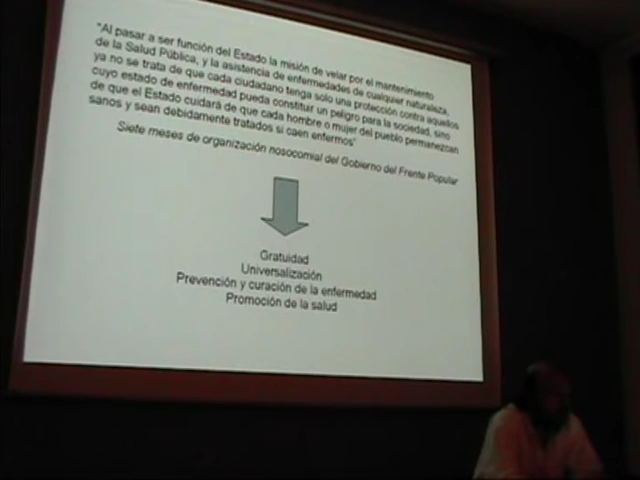 "Al pasar a ser función del Estado la misión de velar por el mantenimiento
de la Salud Pública, y la asistencia de enfermedades de cualquier naturaleza,
ya no se trata de que cada ciudadano tenga solo una protección contra aquellos
cuyo estado de enfermedad pueda constituir un peligro para la sociedad, sino
de que el Estado cuidará de que cada hombre o mujer del pueblo permanezcan
sanos y sean debidamente tratados si caen enfermos"
Siete meses de organización nosocomial del Gobierno del Frente Popular
Gratuidad
Universalización
Prevención y curación de la enfermedad
Promoción de la salud